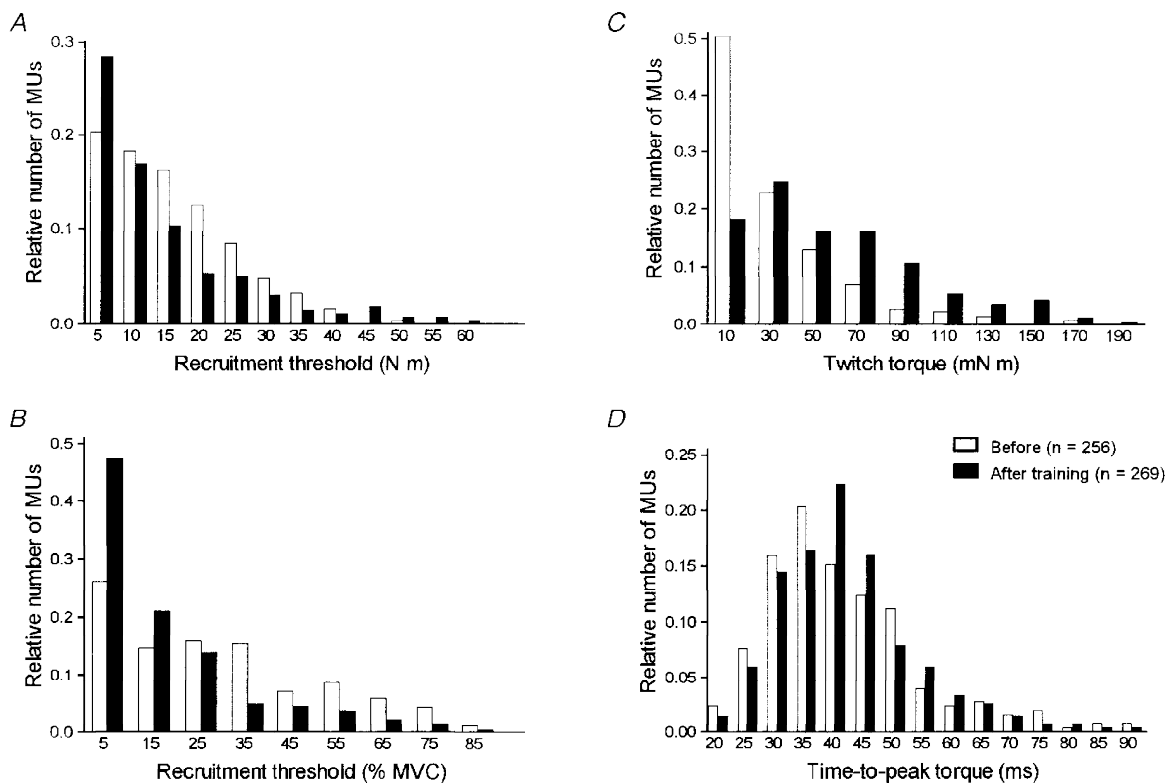 A
0.3
0.2
0.1
0.0
Relative number of MUs
5 10 15 20 25 30 35 40 45 50 55 60
Recruitment threshold (N m)
B
0.5
0.4
0.3
0.2
0.1
0.0
Relative number of MUs
5 15 25 35 45 55 65 75 85
Recruitment threshold (% MVC)
C
0.5
0.4
0.3
0.2
0.1
0.0
Relative number of MUs
10 30 50 70 90 110 130 150 170 190
Twitch torque (mN m)
D
Before (n = 256)
After training (n = 269)
0.25
0.20
0.15
0.10
0.05
0.00
Relative number of MUs
20 25 30 35 40 45 50 55 60 65 70 75 80 85 90
Time-to-peak torque (ms)